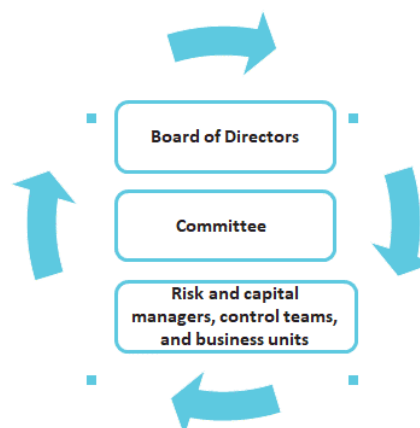 Board of Directors
Committee
Risk and capital
managers, control teams,
and business units